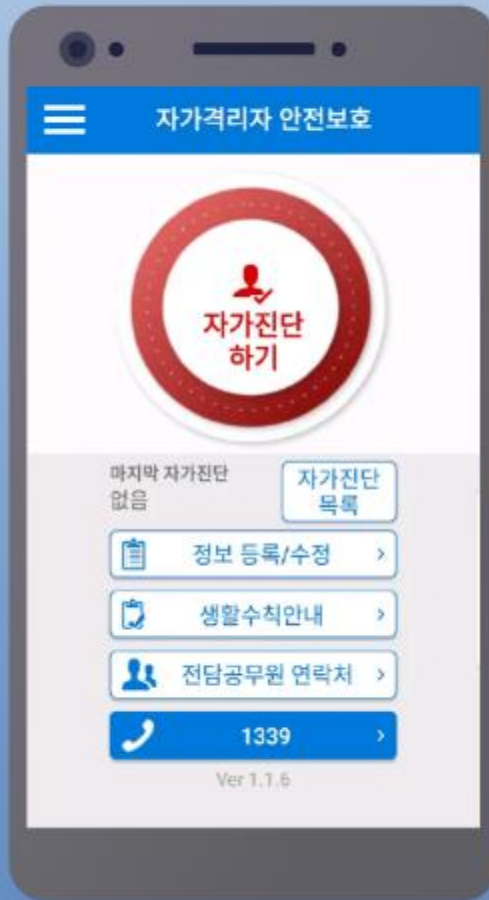 자가격리자 안전보호
자가진단
하기
마지막 자가진단
없음
자가진단
목록
정보 등록/수정
생활수칙안내
전담공무원 연락처
1339
Ver 1.1.6